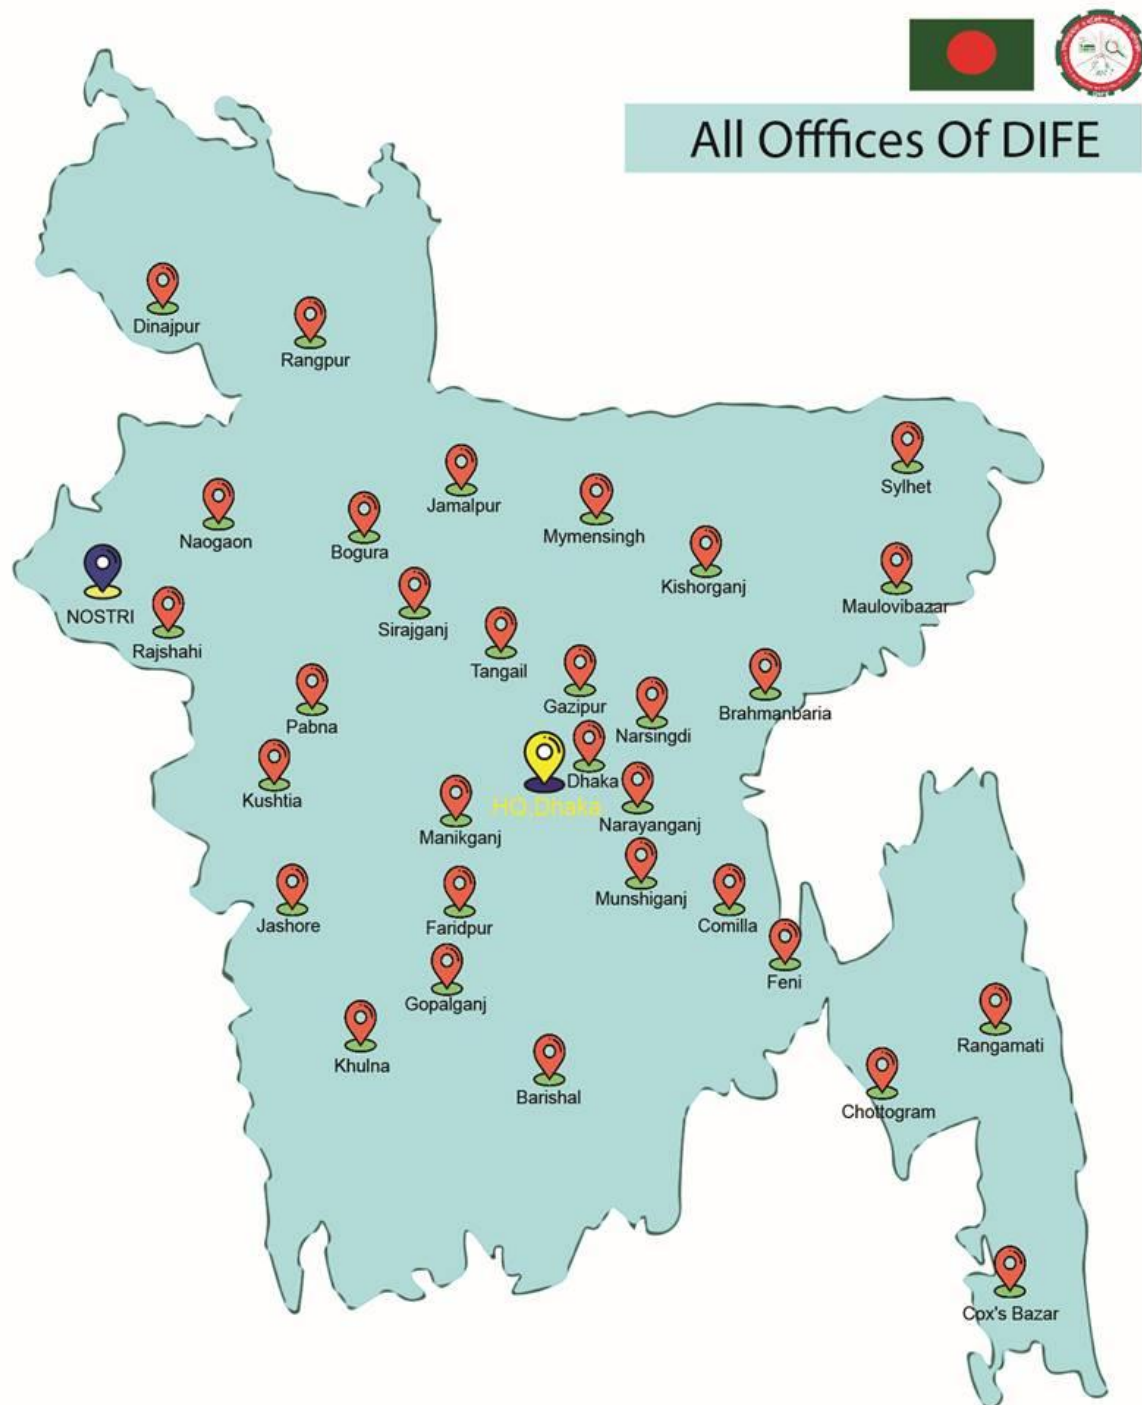 All Offfices Of DIFE
Dinajpur
Rangpur
Sylhet
Jamalpur
Naogaon
Bogura
Mymensingh
Kishorganj
Maulovibazar
NOSTRI
Rajshahi
Sirajganj
Tangail
Gazipur
Brahmanbaria
Pabna
Narsingdi
Dhaka
Kushtia
HO,Dhaka
Manikganj
Narayanganj
Munshiganj
Jashore
Faridpur
Comilla
Feni
Gopalganj
Rangamati
Khulna
Barishal
Chottogram
Cox's Bazar